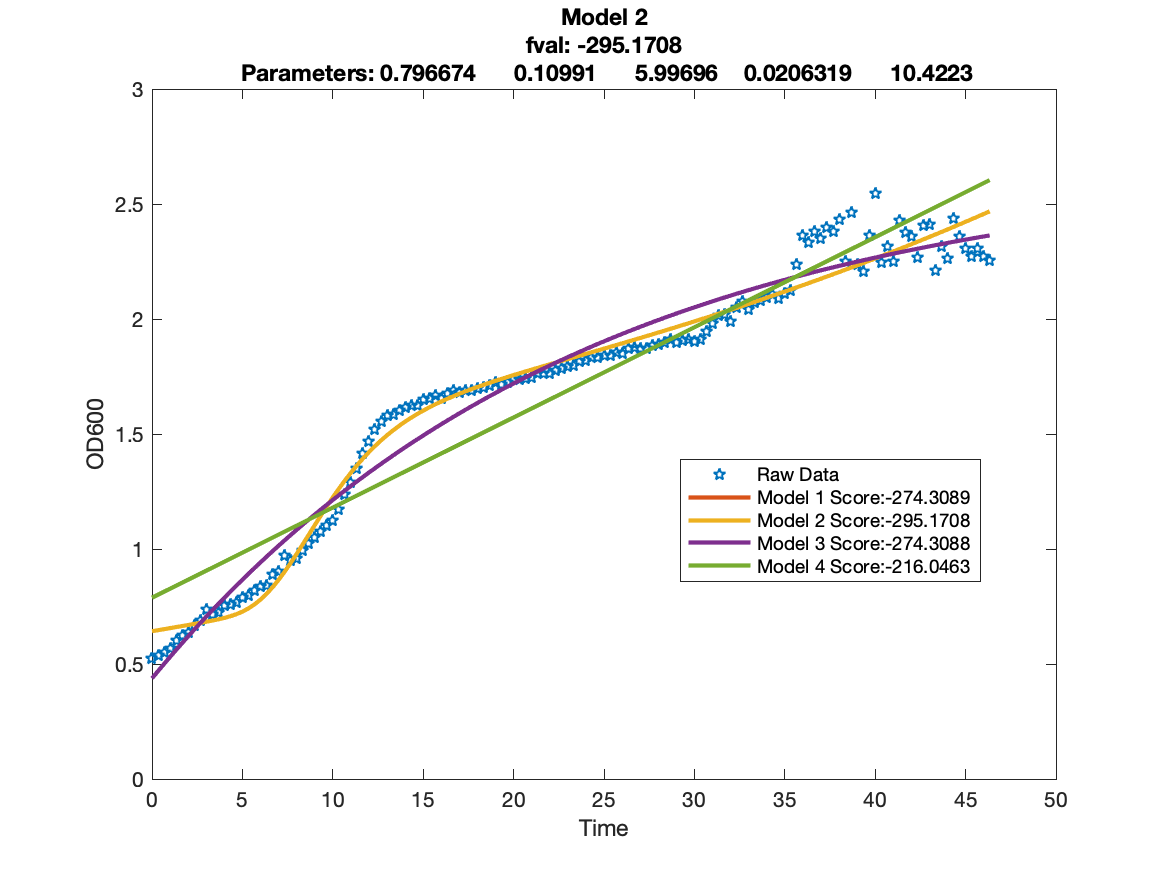 Model 2
fval: -295.1708
Parameters: 0.796674 0.10991 5.99696 0.0206319 10.4223
3
2.5
2
1.5
1
0.5
0
OD600
Raw Data
Model 1 Score:-274.3089
Model 2 Score:-295.1708
Model 3 Score:-274.3088
Model 4 Score:-216.0463
0 5 10 15 20 25 30 35 40 45 50
Time